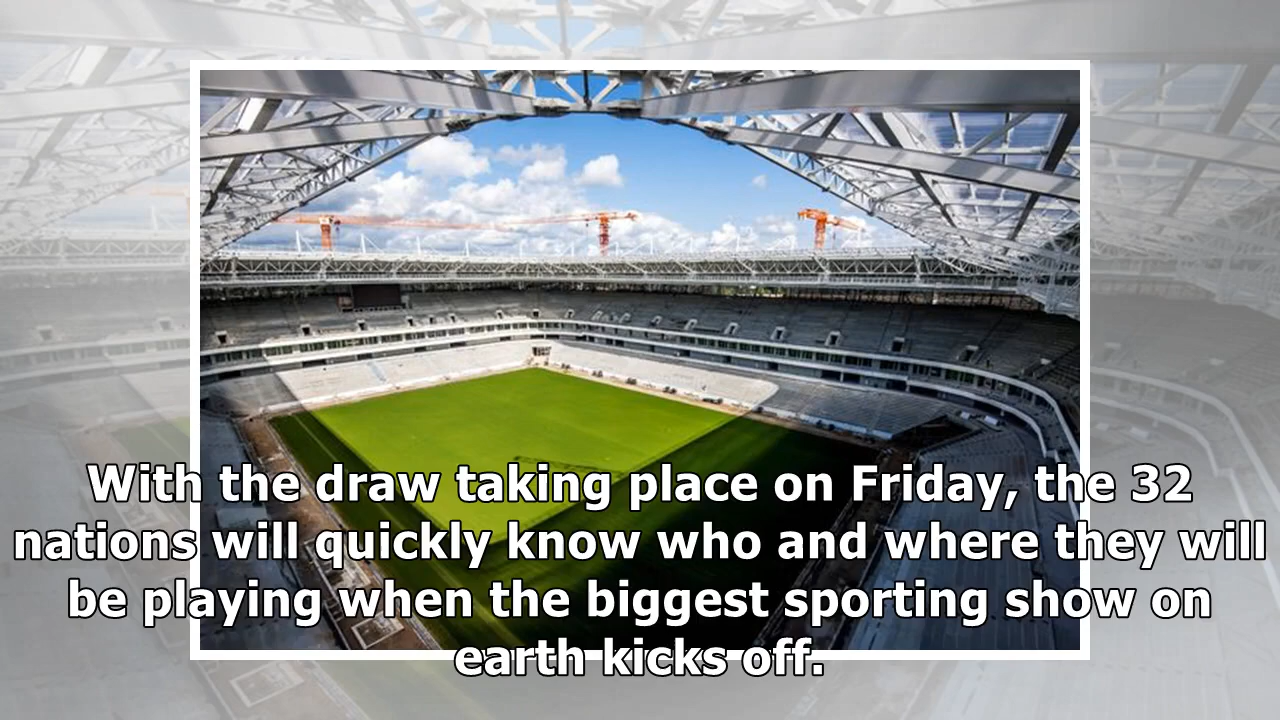 With the draw taking place on Friday, the 32
nations will quickly know who and where they will
be playing when the biggest sporting show on
earth kicks off.